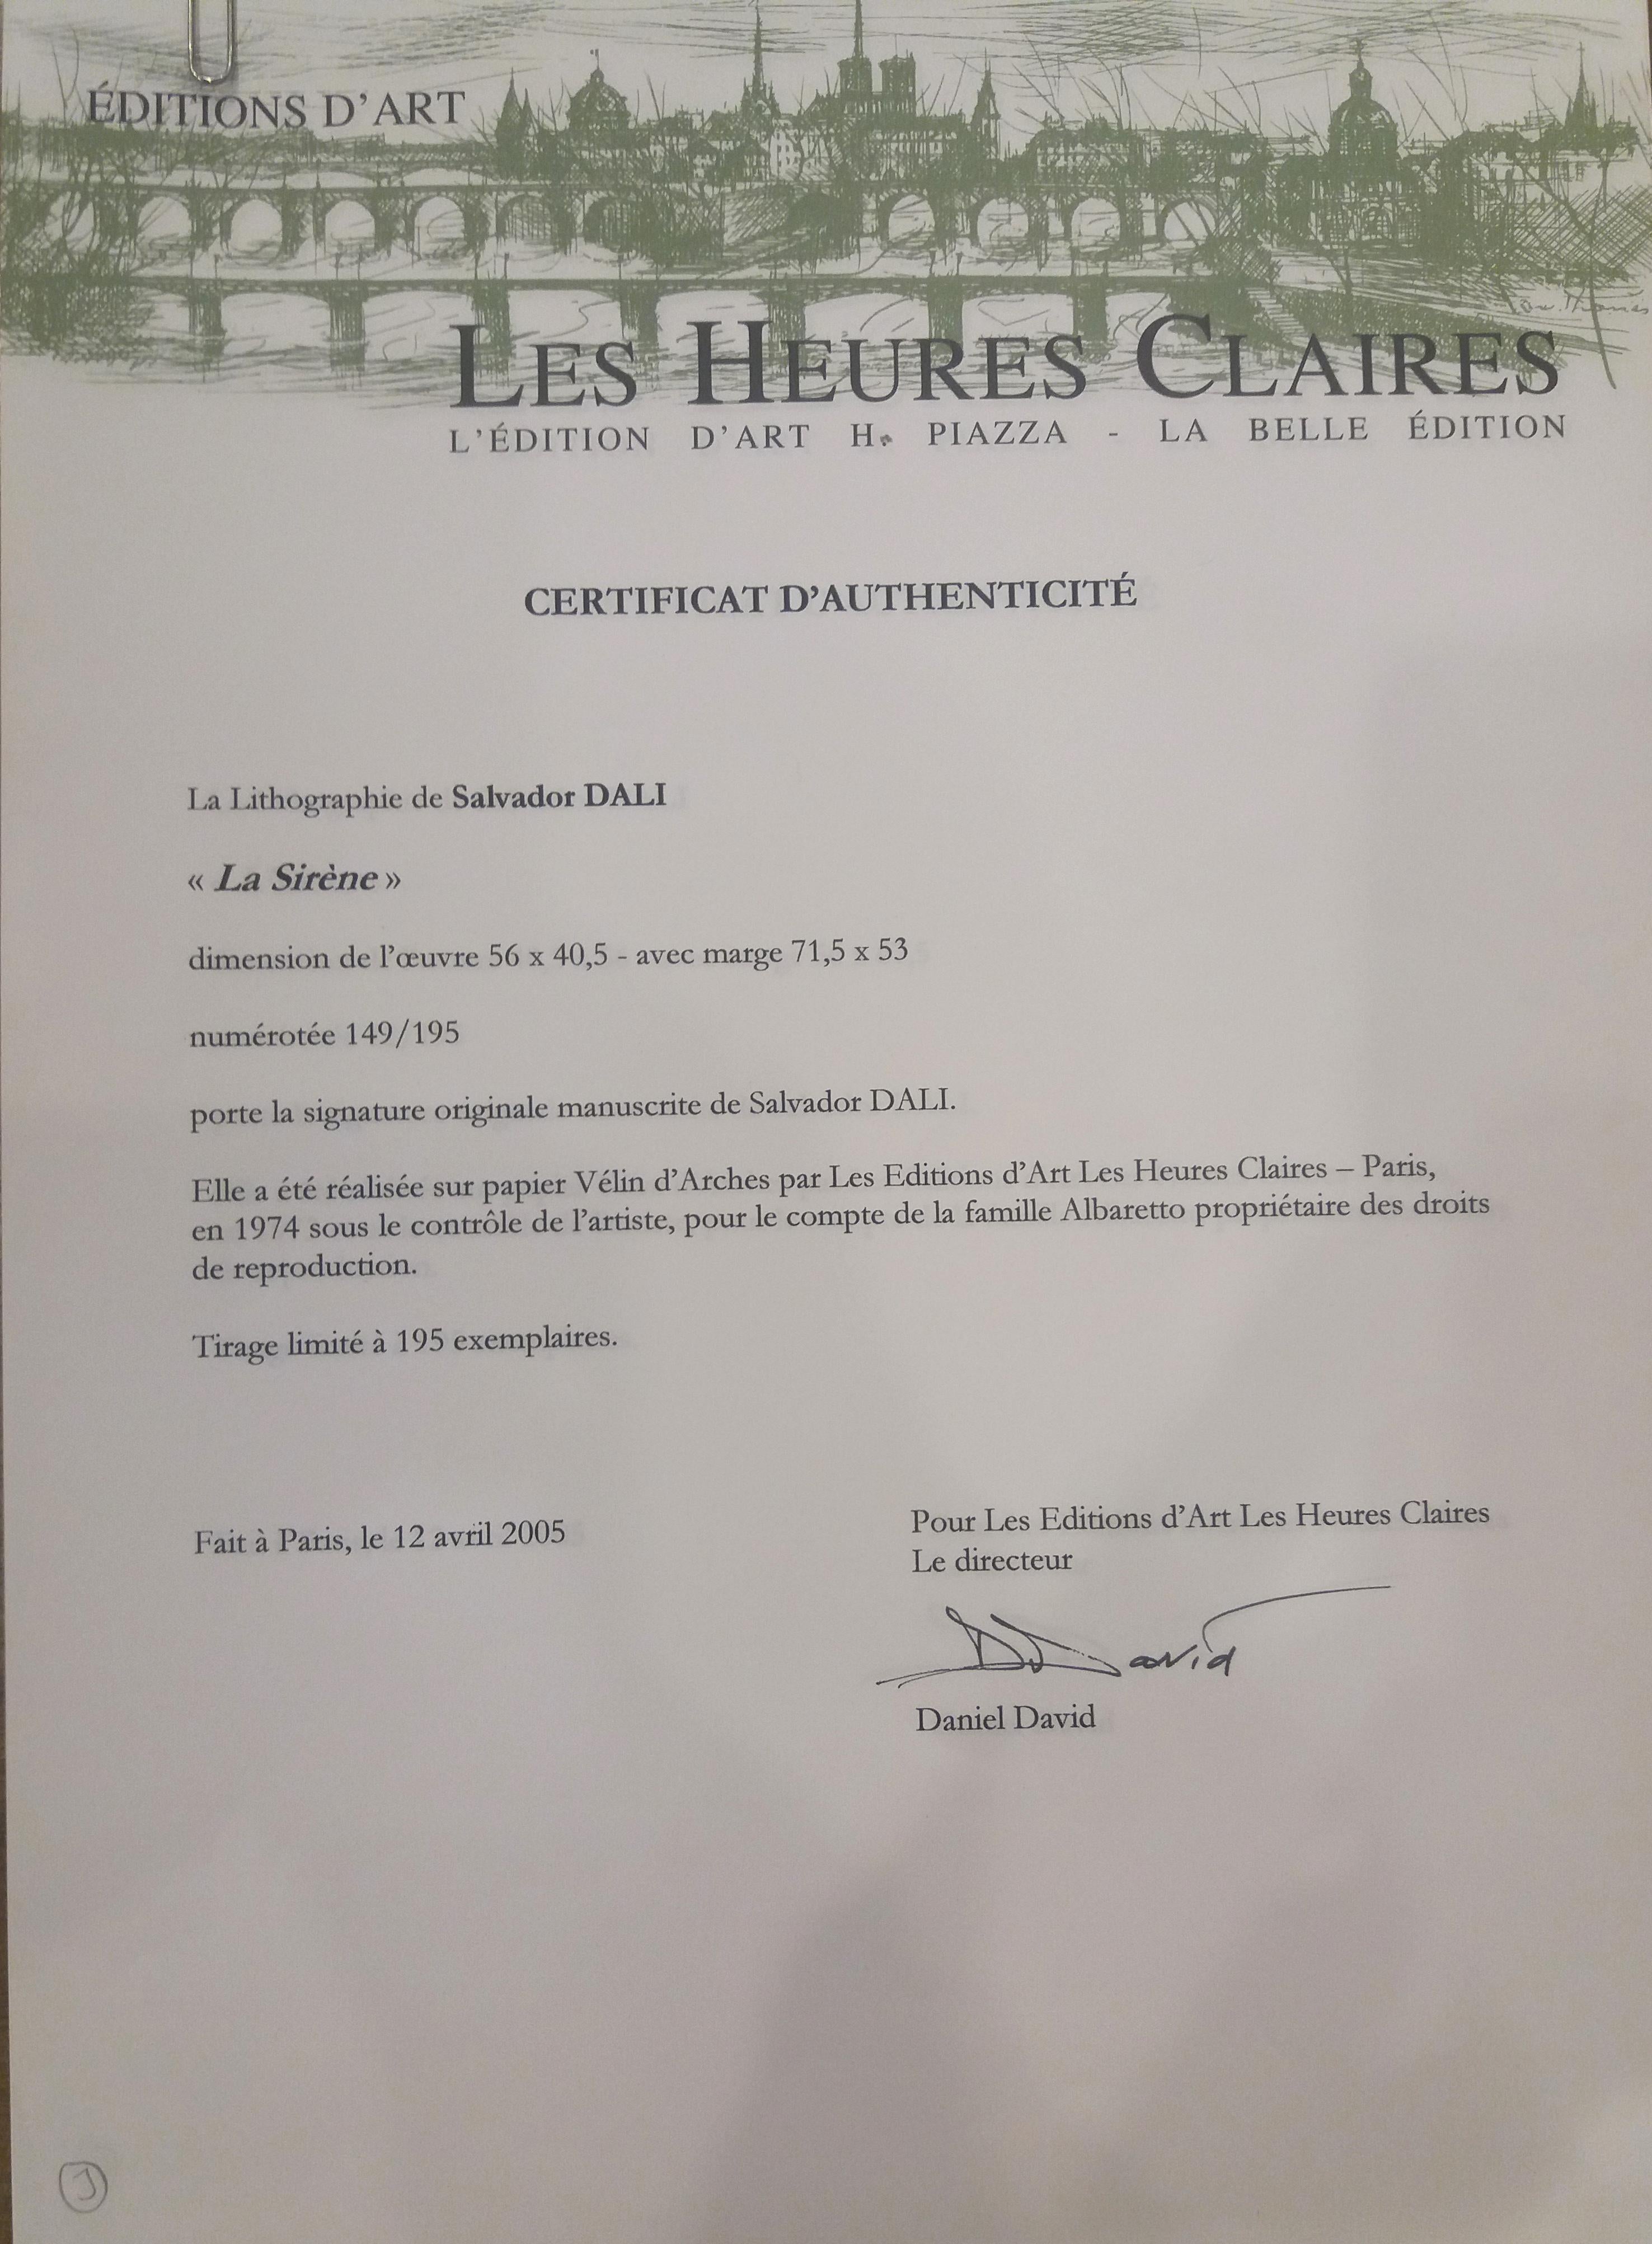 ÉDITIONS D'ART
LES HEURES CLAIRES
L'ÉDITION D'ART H. PIAZZA - LA BELLE ÉDITION
CERTIFICAT D'AUTHENTICITÉ
La Lithographie de Salvador DALI
« La Sirène »
dimension de l'œuvre 56 x 40,5 - avec marge 71,5 x 53
numérotée 149/195
porte la signature originale manuscrite de Salvador DALI.
Elle a été réalisée sur papier Vélin d'Arches par Les Editions d'Art Les Heures Claires – Paris,
en 1974 sous le contrôle de l'artiste, pour le compte de la famille Albaretto propriétaire des droits
de reproduction.
Tirage limité à 195 exemplaires.
Fait à Paris, le 12 avril 2005
Pour Les Editions d'Art Les Heures Claires
Le directeur
DDavid
Daniel David